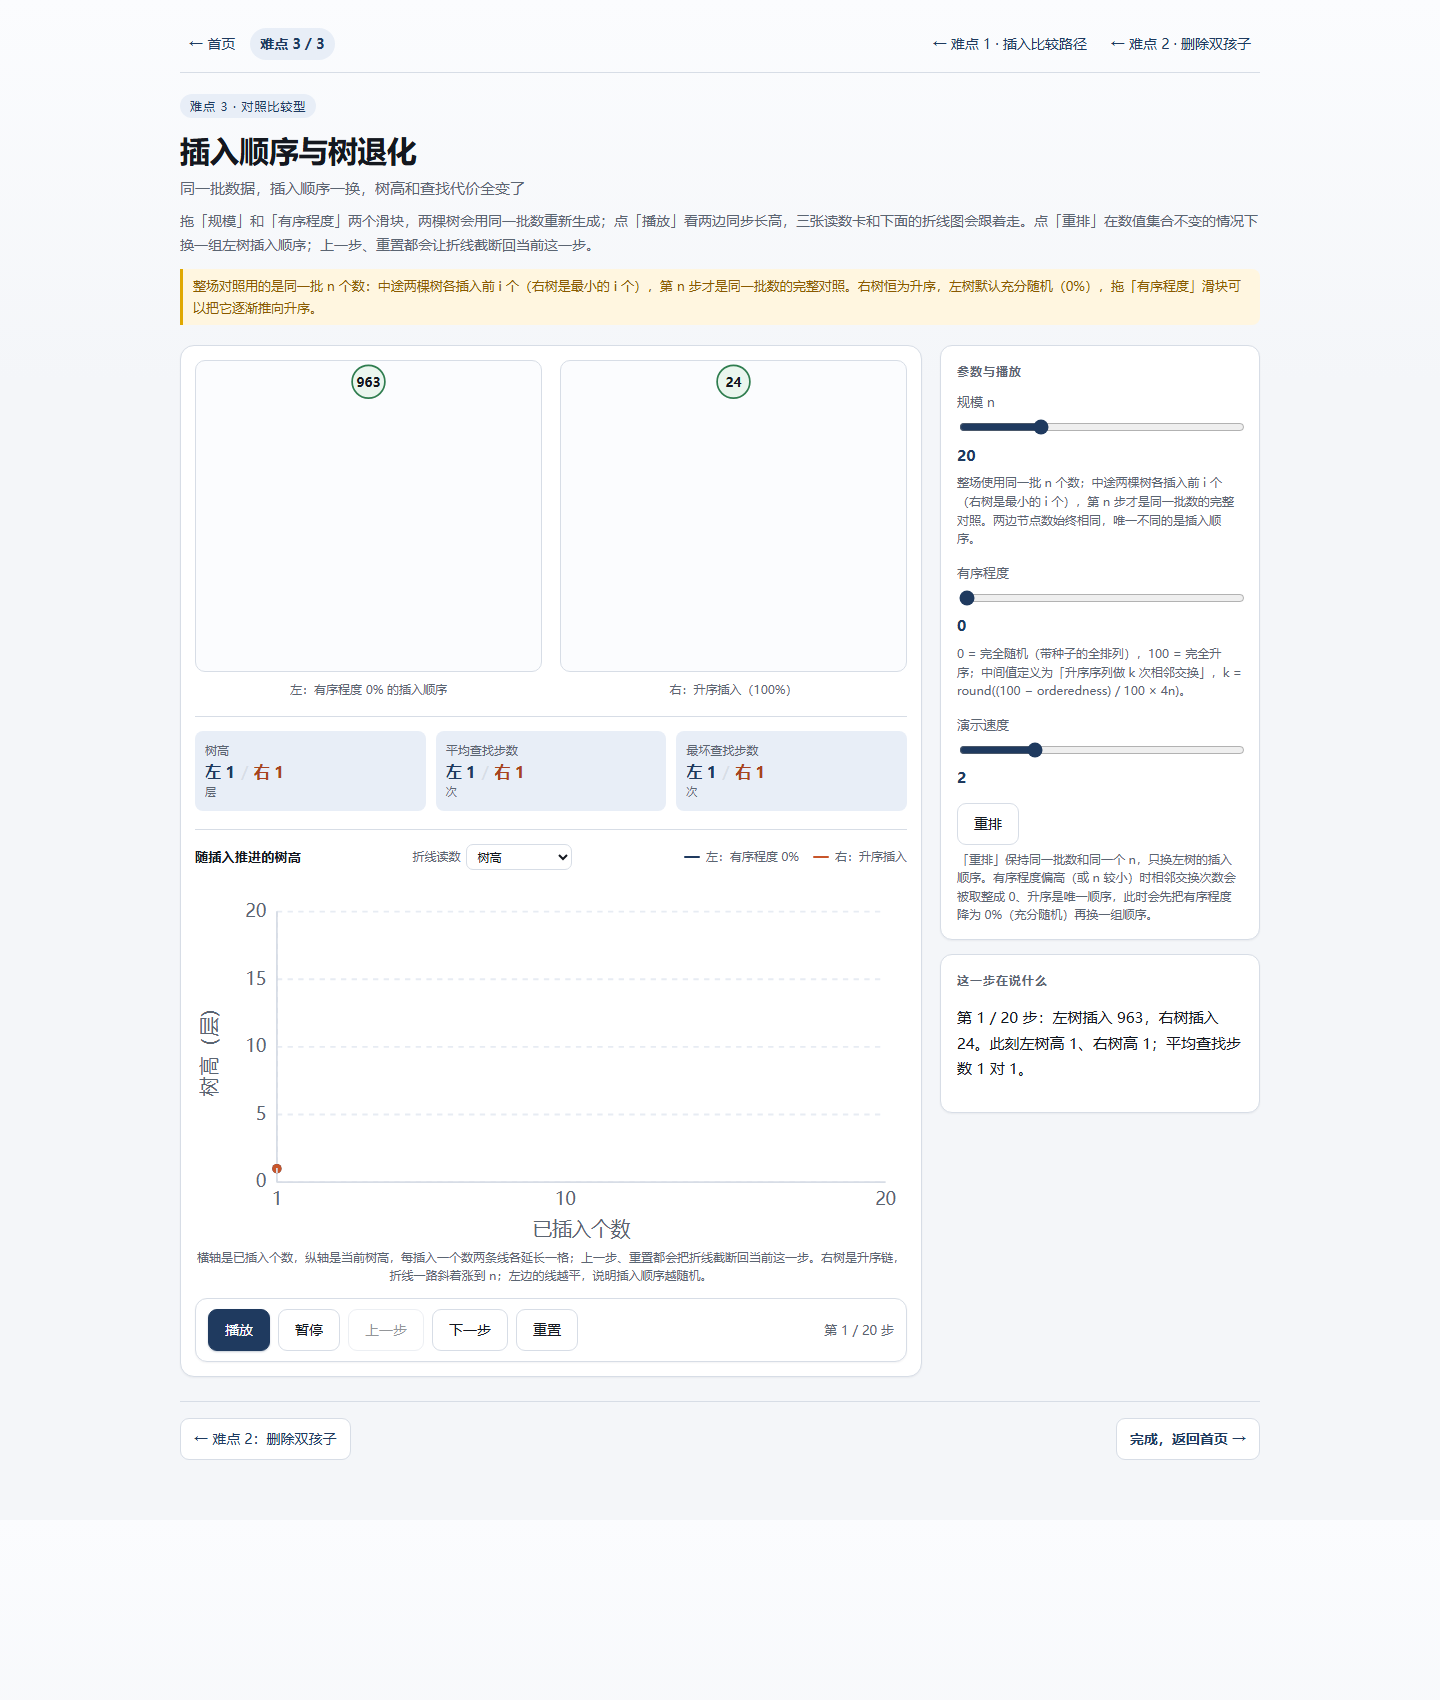 ← 首页
难点 3 / 3
← 难点 1 · 插入比较路径
← 难点 2 · 删除双孩子
难点 3 · 对照比较型
插入顺序与树退化
同一批数据，插入顺序一换，树高和查找代价全变了
拖「规模」和「有序程度」两个滑块，两棵树会用同一批数重新生成；点「播放」看两边同步长高，三张读数卡和下面的折线图会跟着走。点「重排」在数值集合不变的情况下
换一组左树插入顺序；上一步、重置都会让折线截断回当前这一步。
整场对照用的是同一批 n 个数：中途两棵树各插入前 i 个（右树是最小的 i 个），第 n 步才是同一批数的完整对照。右树恒为升序，左树默认充分随机（0%），拖「有序程度」滑块可
以把它逐渐推向升序。
963
24
左：有序程度 0% 的插入顺序
右：升序插入（100%）
树高
左 1 / 右 1
层
平均查找步数
左 1 / 右 1
次
最坏查找步数
左 1 / 右 1
次
随插入推进的树高
折线读数
树高
左：有序程度 0%
右：升序插入
20
15
10
5
0
树高（层）
1
10
20
已插入个数
横轴是已插入个数，纵轴是当前树高，每插入一个数两条线各延长一格；上一步、重置都会把折线截断回当前这一步。右树是升序链，
折线一路斜着涨到 n；左边的线越平，说明插入顺序越随机。
播放
暂停
上一步
下一步
重置
第 1 / 20 步
参数与播放
规模 n
20
整场使用同一批 n 个数；中途两棵树各插入前 i 个
（右树是最小的 i 个），第 n 步才是同一批数的完整
对照。两边节点数始终相同，唯一不同的是插入顺
序。
有序程度
0
0 = 完全随机（带种子的全排列），100 = 完全升
序；中间值定义为「升序序列做 k 次相邻交换」，k =
round((100 − orderedness) / 100 × 4n)。
演示速度
2
重排
「重排」保持同一批数和同一个 n，只换左树的插入
顺序。有序程度偏高（或 n 较小）时相邻交换次数会
被取整成 0、升序是唯一顺序，此时会先把有序程度
降为 0%（充分随机）再换一组顺序。
这一步在说什么
第 1 / 20 步：左树插入 963，右树插入
24。此刻左树高 1、右树高 1；平均查找步
数 1 对 1。
← 难点 2：删除双孩子
完成，返回首页 →